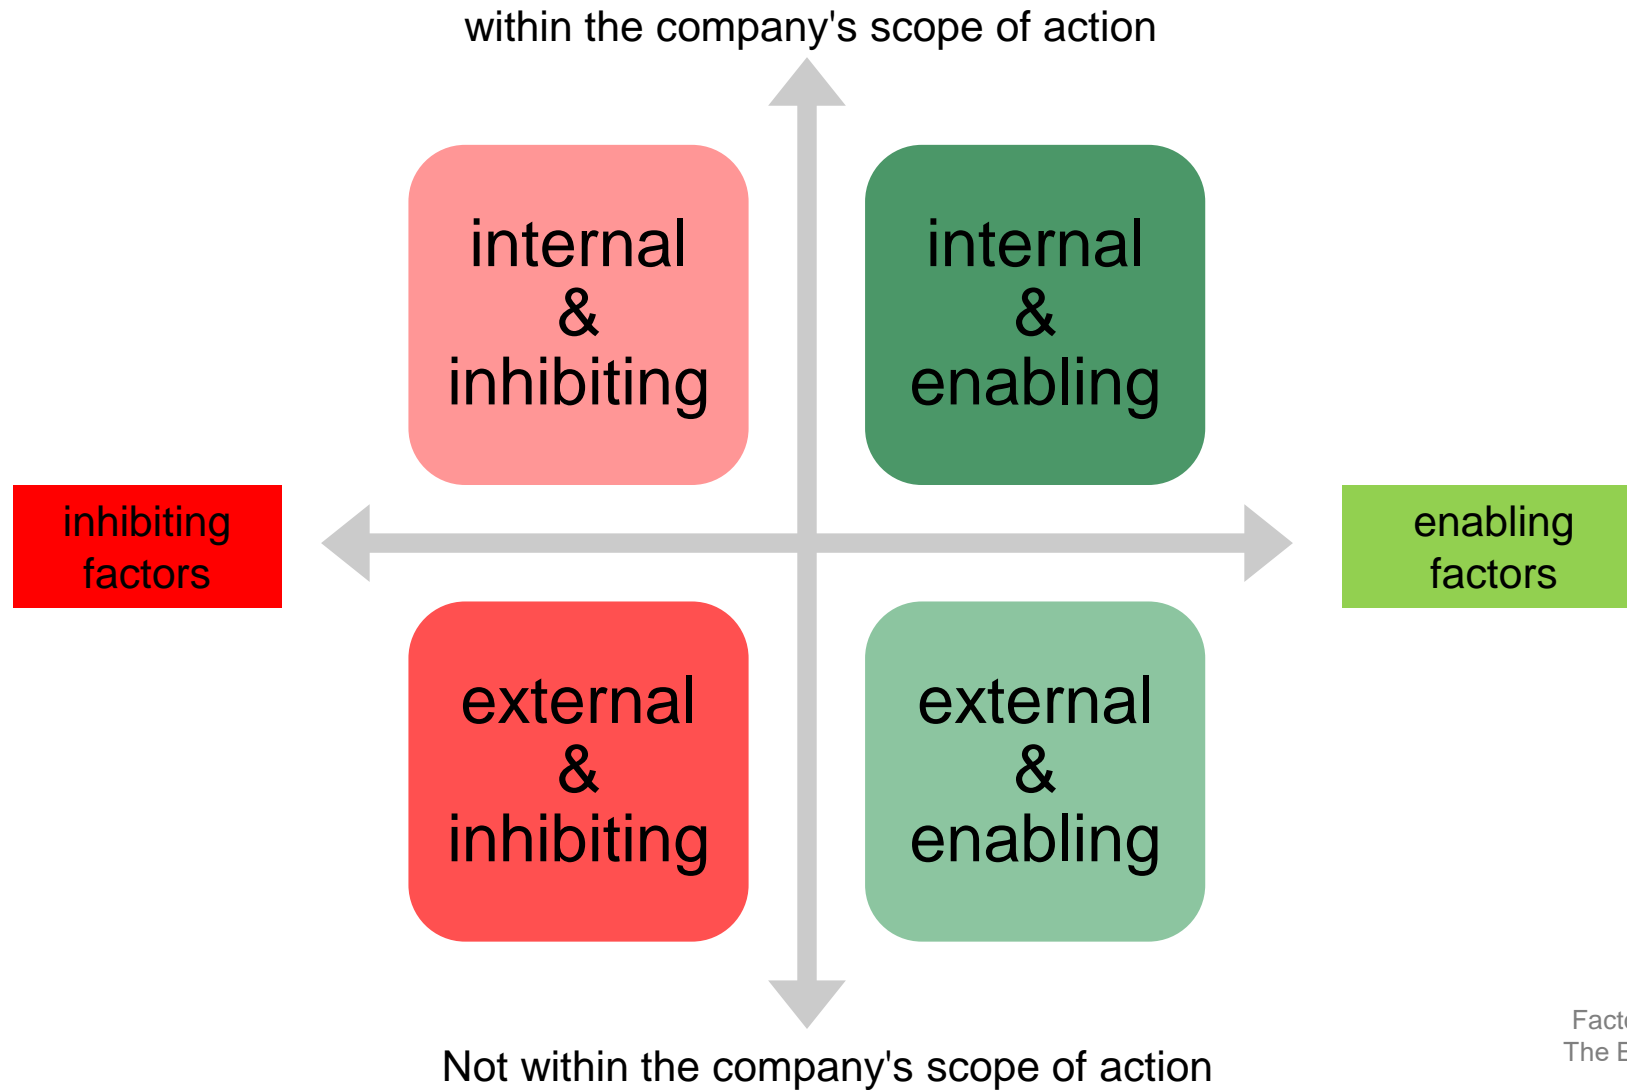 within the company's scope of action
internal
&
inhibiting
internal
&
enabling
inhibiting
factors
enabling
factors
external
&
inhibiting
external
&
enabling
The
Not within the company's scope of action